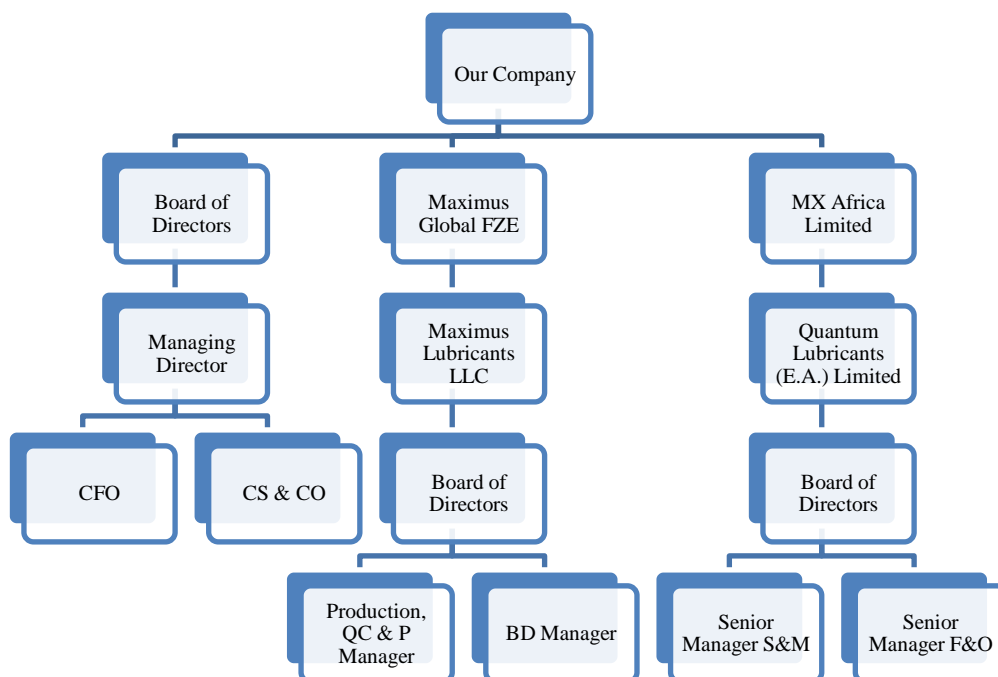 Our Company
Board of
Directors
Maximus
Global FZE
MX Africa
Limited
Managing
Director
Maximus
Lubricants
LLC
Quantum
Lubricants
(E.A.) Limited
CFO
CS & CO
Board of
Directors
Board of
Directors
Production,
QC & P
Manager
BD Manager
Senior
Manager S&M
Senior
Manager F&O